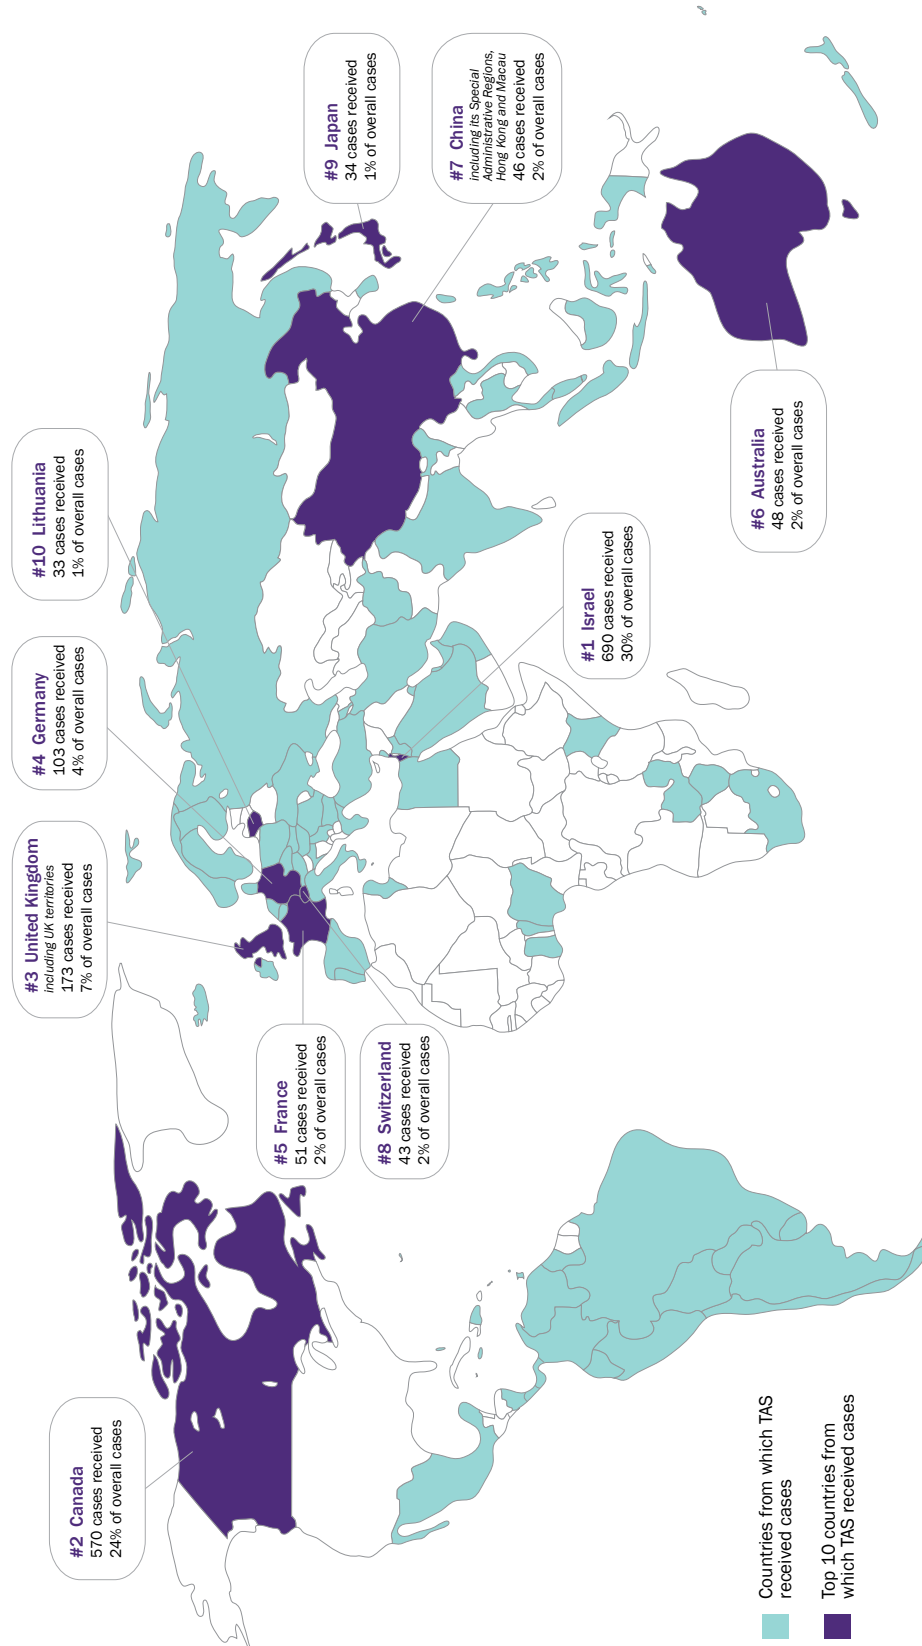 #1 Israel
690 cases received
30% of overall cases
#2 Canada
570 cases received
24% of overall cases
#3 United Kingdom
including UK territories
173 cases received
7% of overall cases
#4 Germany
103 cases received
4% of overall cases
#5 France
51 cases received
2% of overall cases
#6 Australia
48 cases received
2% of overall cases
#7 China
including its Special
Administrative Regions,
Hong Kong and Macau
46 cases received
2% of overall cases
#8 Switzerland
43 cases received
2% of overall cases
#9 Japan
34 cases received
1% of overall cases
#10 Lithuania
33 cases received
1% of overall cases
Countries from which TAS
received cases
Top 10 countries from
which TAS received cases